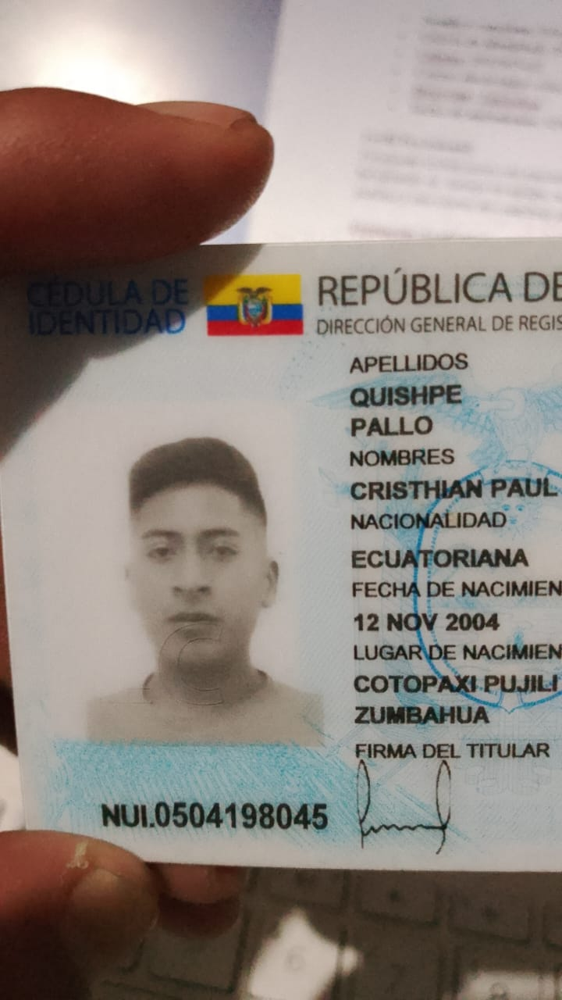 CÉDULA DE
IDENTIDAD
REPÚBLICA DE
DIRECCIÓN GENERAL DE REGIS
APELLIDOS
QUISHPE
PALLO
NOMBRES
CRISTHIAN PAUL
NACIONALIDAD
ECUATORIANA
FECHA DE NACIMIEN
12 NOV 2004
LUGAR DE NACIMIEN
COTOPAXI PUJILI
ZUMBAHUA
FIRMA DEL TITULAR
NUI.0504198045